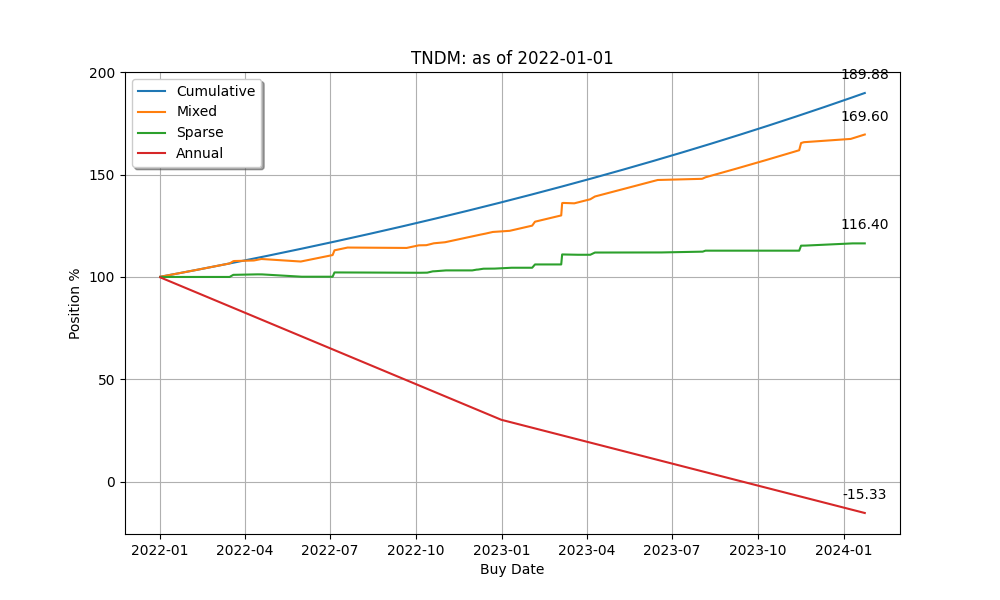 TNDM: as of 2022-01-01
200
150
100
50
0
Position %
Cumulative
Mixed
Sparse
Annual
189.88
169.60
116.40
-15.33
2022-01
2022-04
2022-07
2022-10
2023-01
2023-04
2023-07
2023-10
2024-01
Buy Date